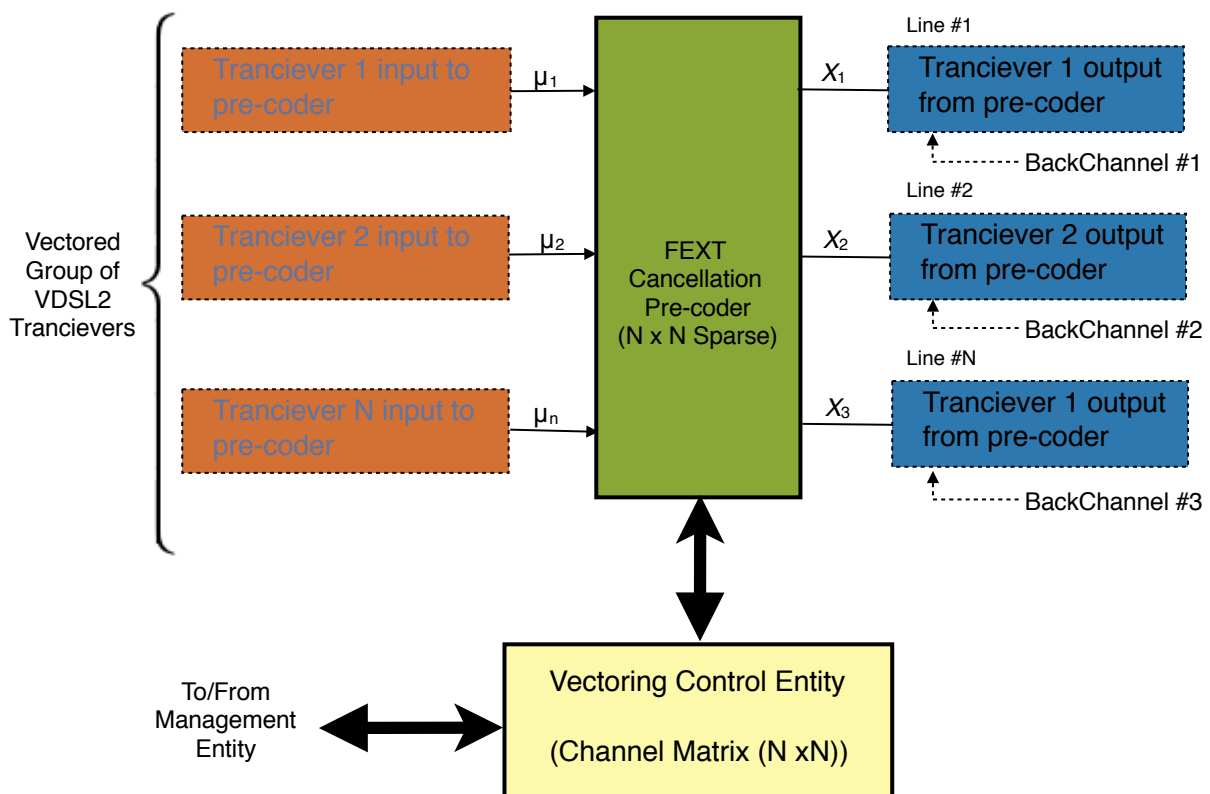 Line #1
Tranciever 1 input to
pre-coder
µ1
X1
Tranciever 1 output
from pre-coder
BackChannel #1
Line #2
Vectored
Group of
VDSL2
Trancievers
Tranciever 2 input to
pre-coder
µ2
FEXT
Cancellation
Pre-coder
(N x N Sparse)
X2
Tranciever 2 output
from pre-coder
BackChannel #2
Line #N
Tranciever N input to
pre-coder
µn
X3
Tranciever 1 output
from pre-coder
BackChannel #3
To/From
Management
Entity
Vectoring Control Entity
(Channel Matrix (N xN))